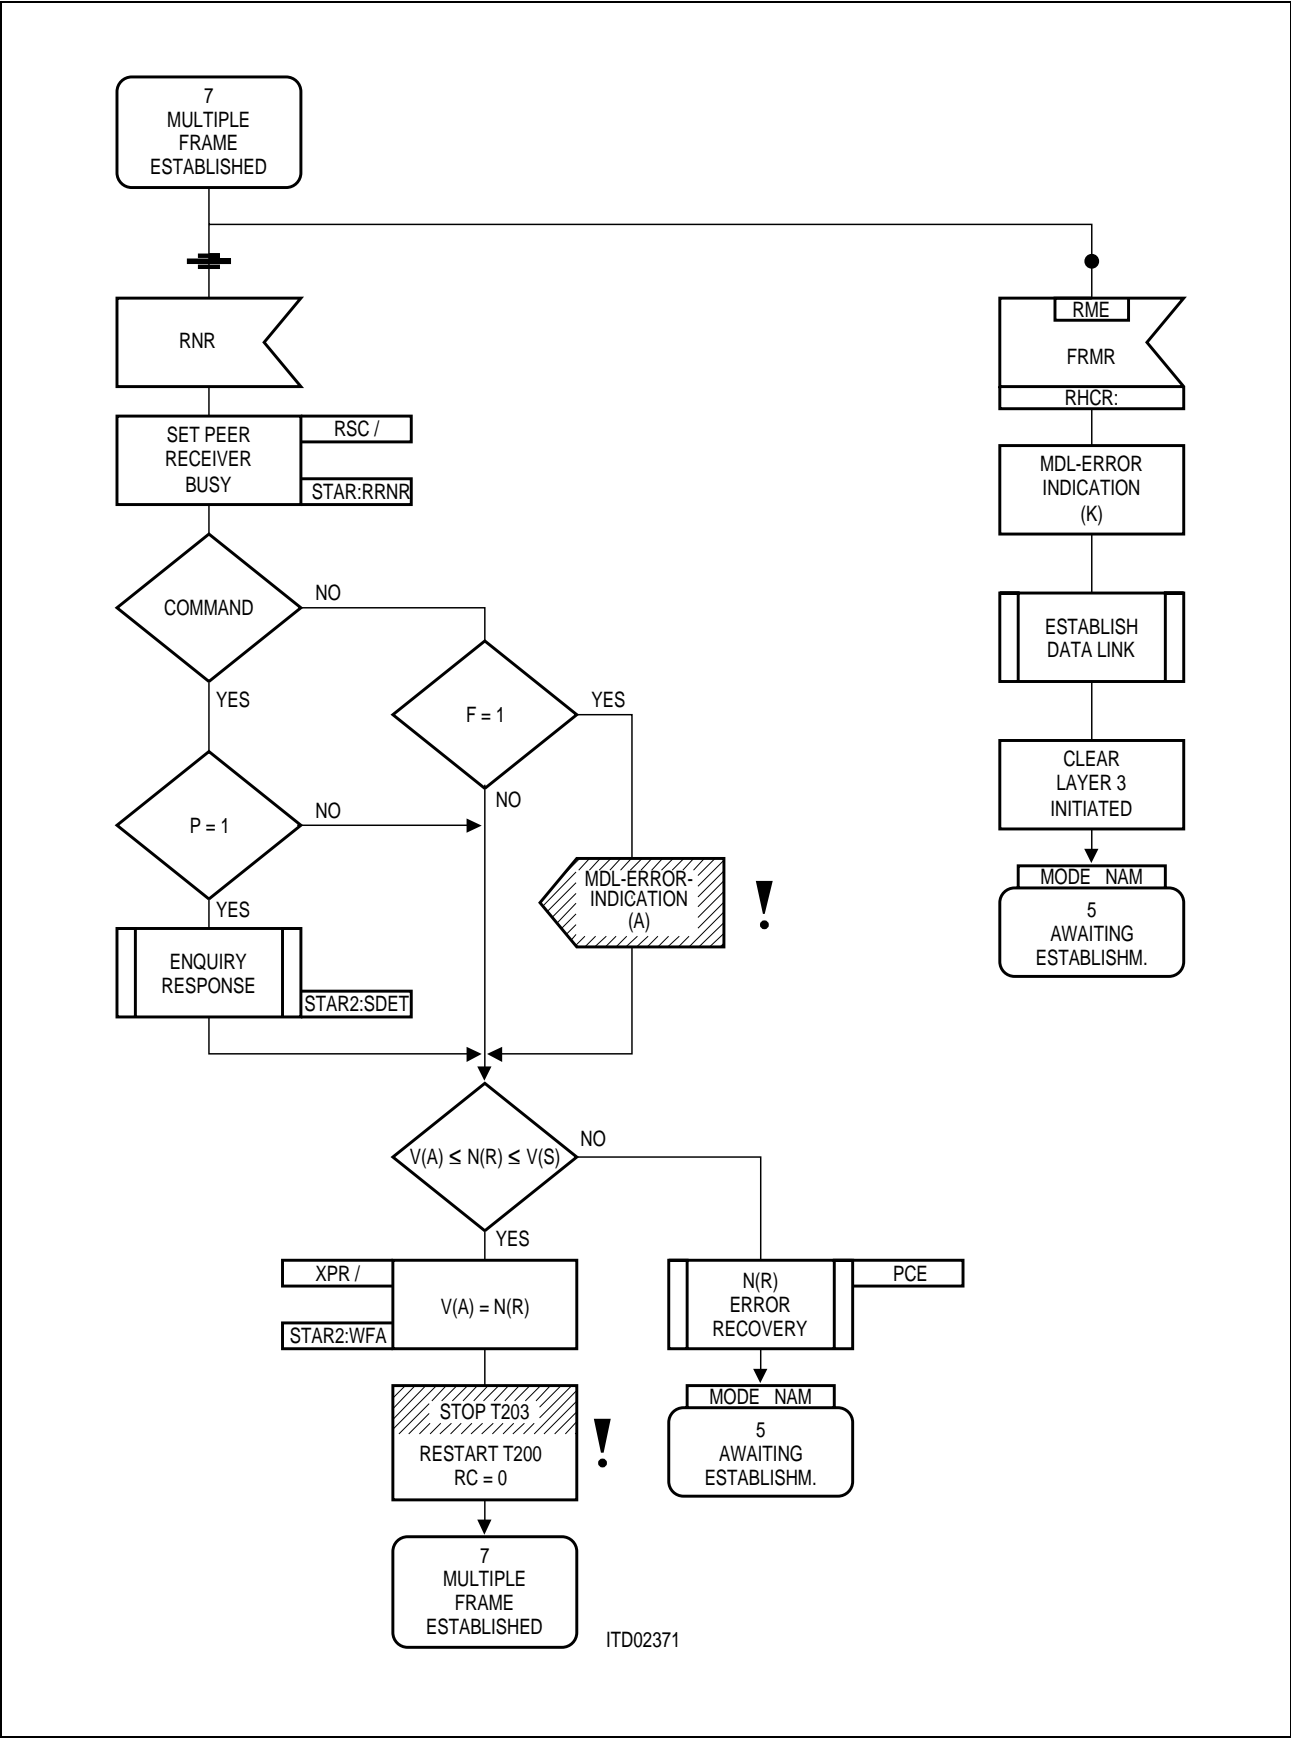 7
MULTIPLE
FRAME
ESTABLISHED
RNR
RME
FRMR
RHCR:
SET PEER
RECEIVER
BUSY
RSC /
STAR:RRNR
MDL-ERROR
INDICATION
(K)
COMMAND
NO
YES
ESTABLISH
DATA LINK
F = 1
YES
NO
CLEAR
LAYER 3
INITIATED
P = 1
NO
YES
MDL-ERROR-
INDICATION
(A)
!
MODE NAM
5
AWAITING
ESTABLISHM.
ENQUIRY
RESPONSE
STAR2:SDET
V(A) ≤ N(R) ≤ V(S)
NO
YES
XPR /
STAR2:WFA
V(A) = N(R)
N(R)
ERROR
RECOVERY
PCE
STOP T203
RESTART T200
RC = 0
!
MODE NAM
5
AWAITING
ESTABLISHM.
7
MULTIPLE
FRAME
ESTABLISHED
ITD02371